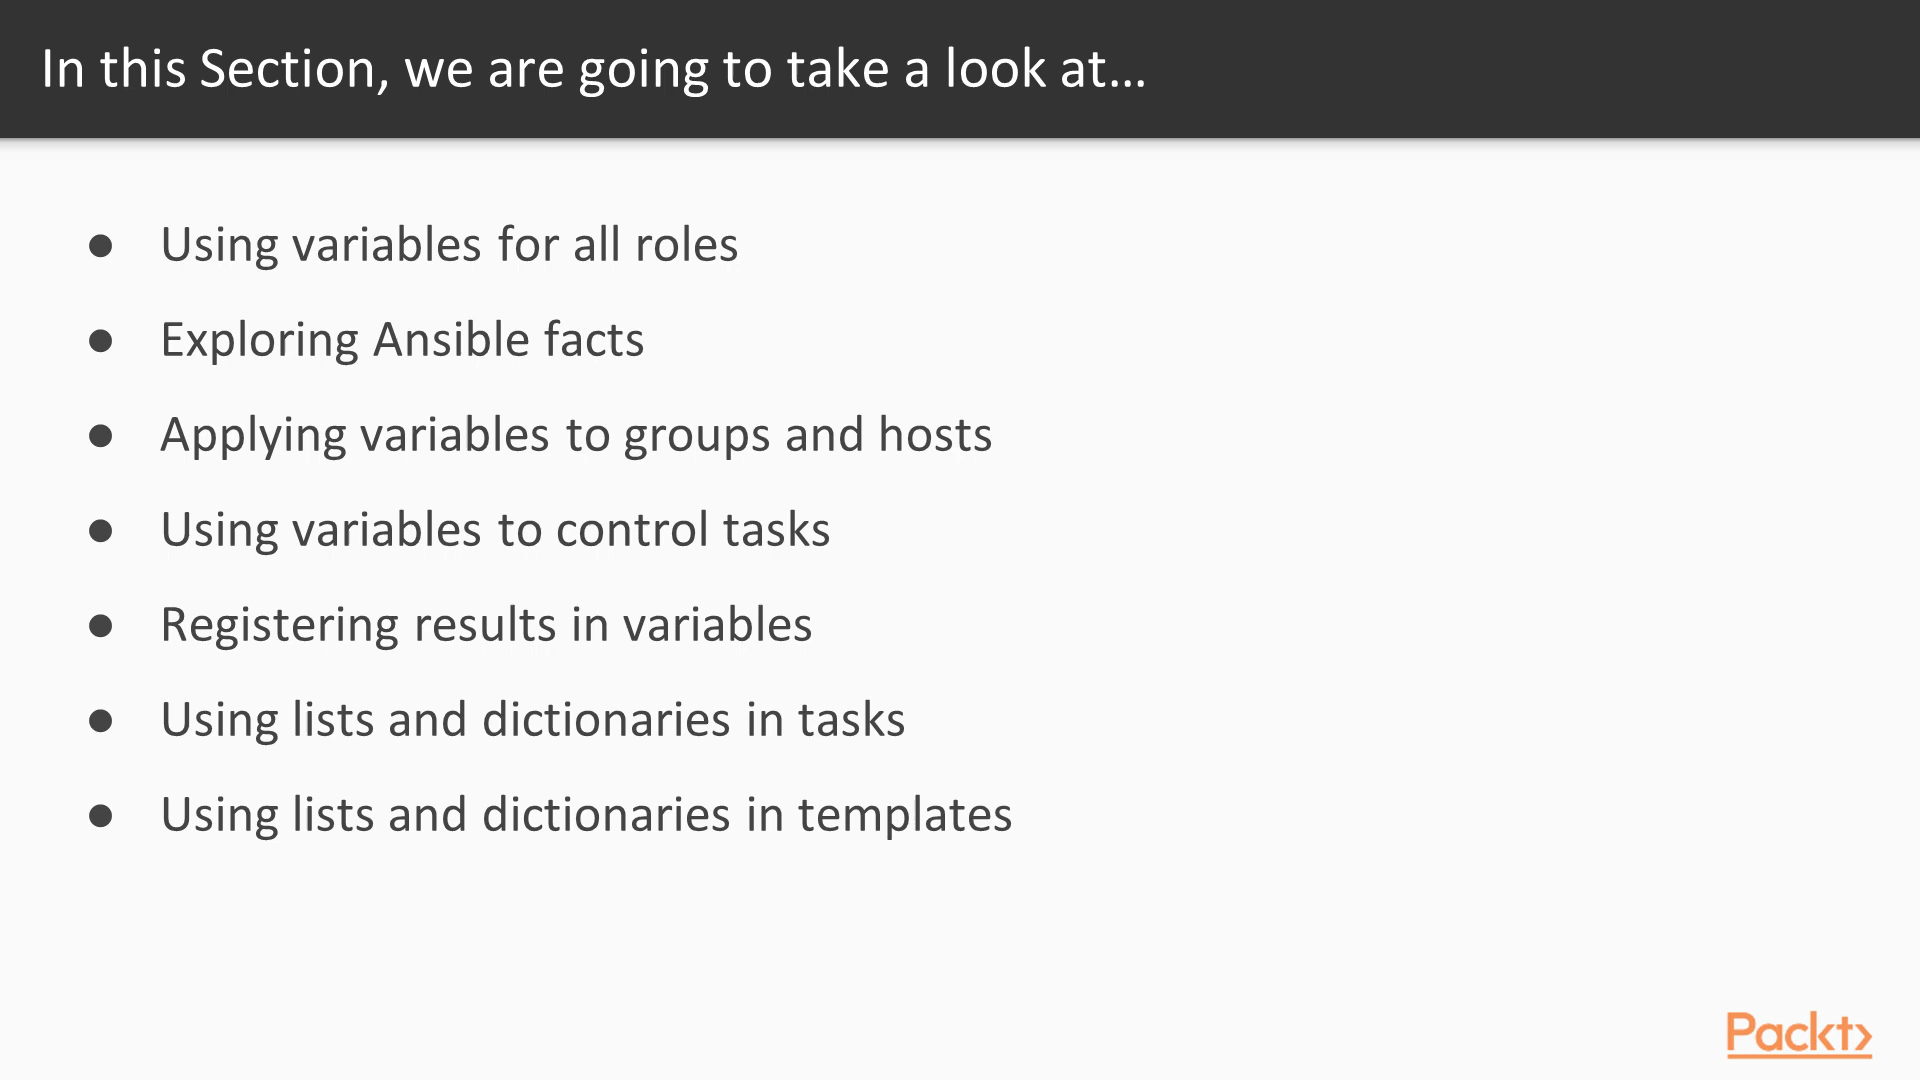 In this Section, we are going to take a look at...
● Using variables for all roles
● Exploring Ansible facts
● Applying variables to groups and hosts
● Using variables to control tasks
● Registering results in variables
● Using lists and dictionaries in tasks
● Using lists and dictionaries in templates
Packt>